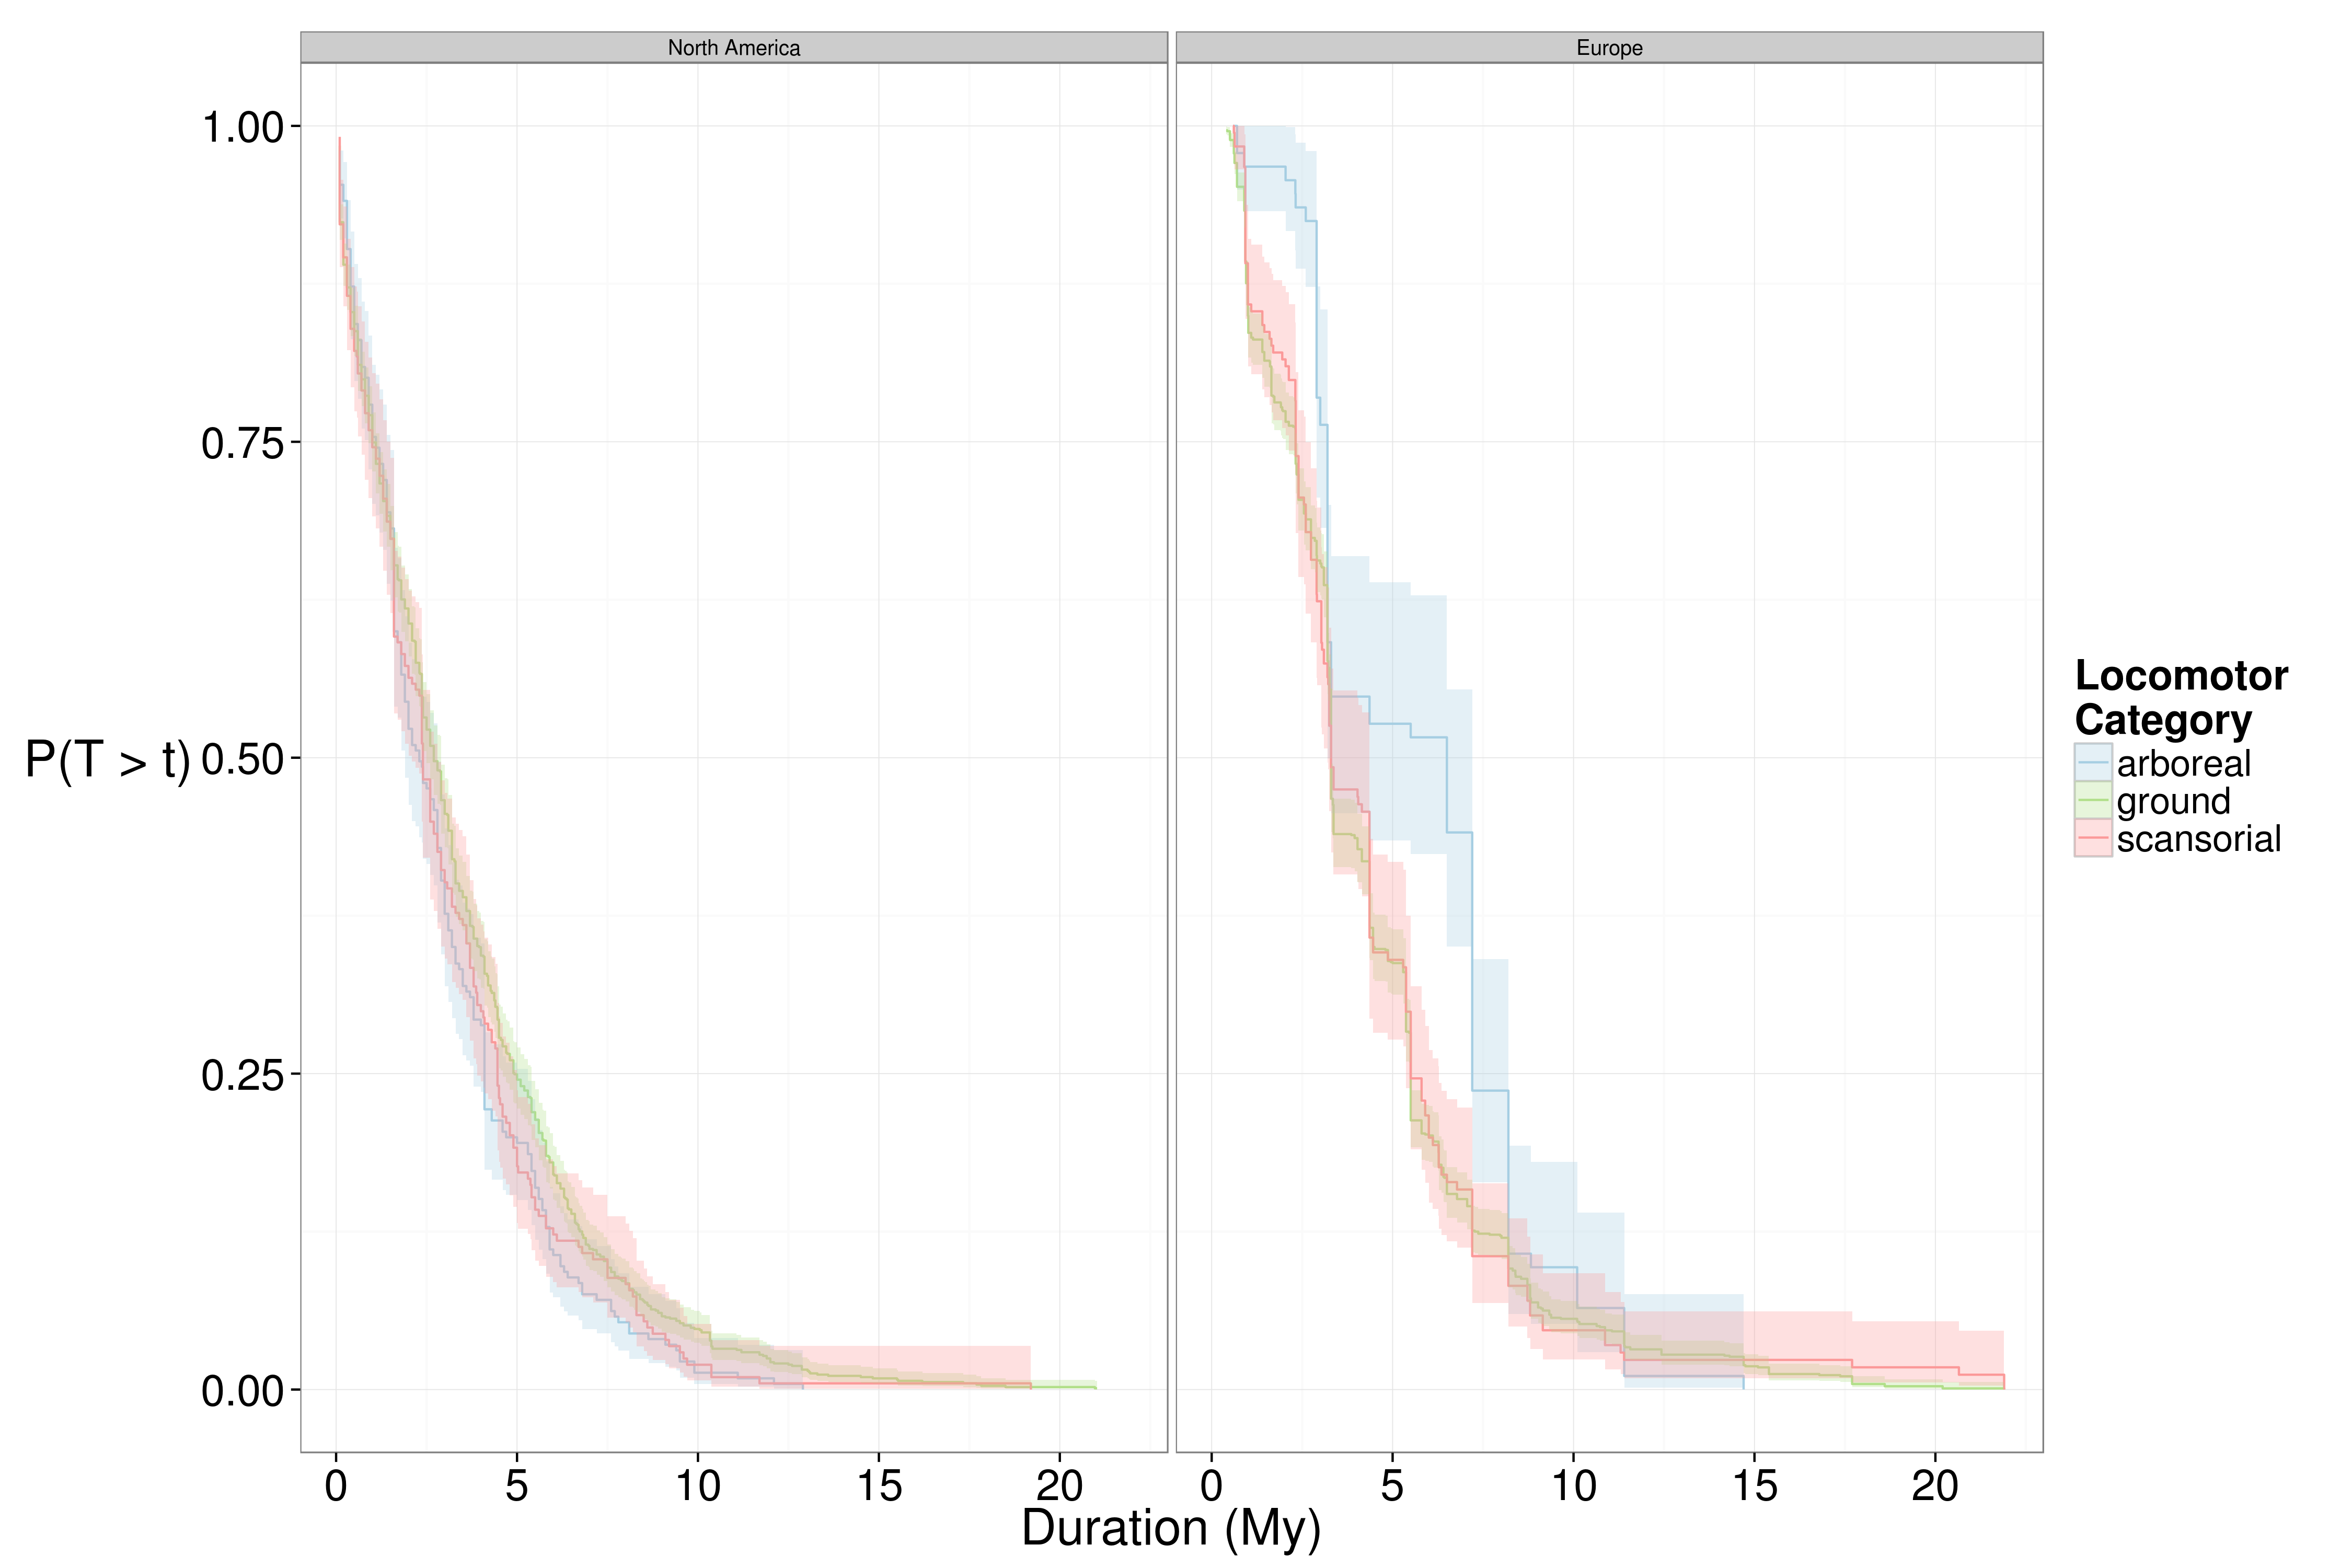 North America
Europe
1.00
0.75
P(T > t) 0.50
0.25
0.00
0 5 10 15 20
0 5 10 15 20
Duration (My)
Locomotor
Category
arboreal
ground
scansorial